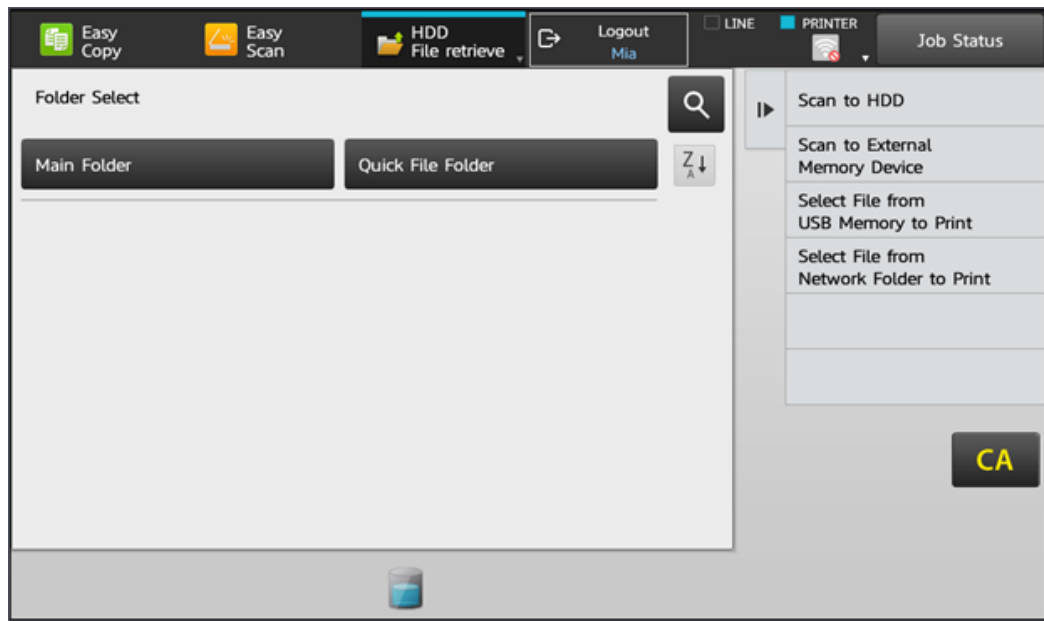 Easy
Copy
Easy
Scan
HDD
File retrieve
Logout
Mia
LINE
PRINTER
Job Status
Folder Select
Main Folder
Quick File Folder
Z
A
Scan to HDD
Scan to External
Memory Device
Select File from
USB Memory to Print
Select File from
Network Folder to Print
CA